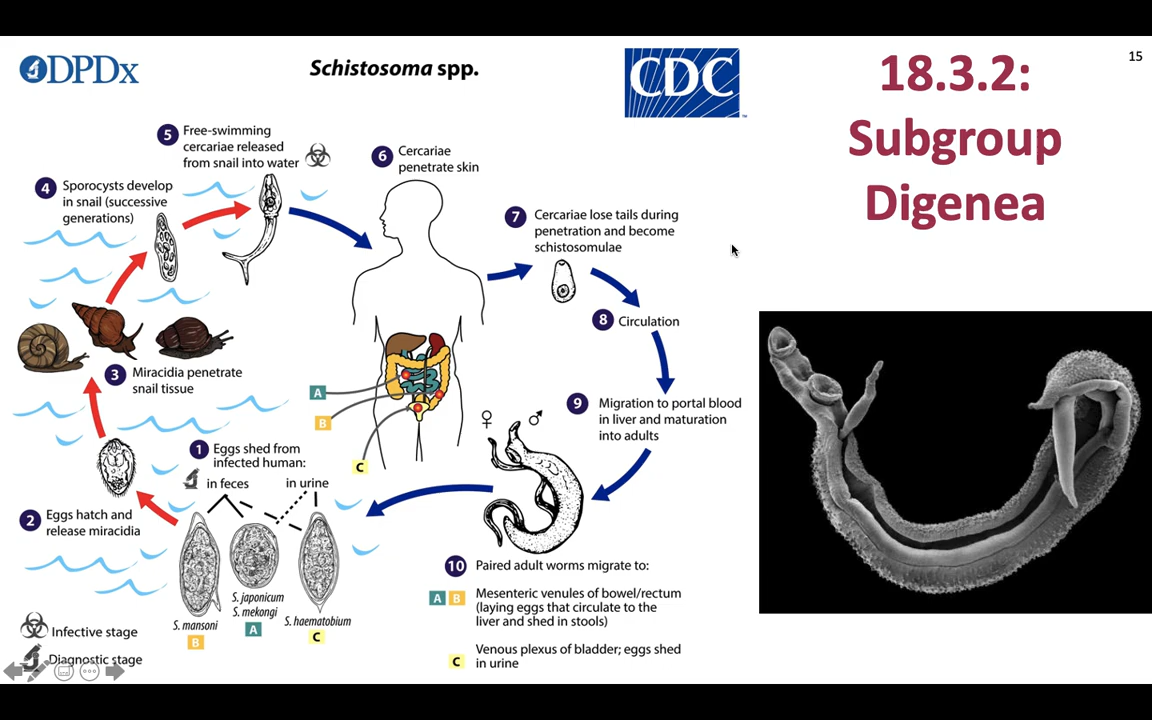 DPDx
Schistosoma spp.
CDC
TM
18.3.2:
Subgroup
Digenea
15
5 Free-swimming
cercariae released
from snail into water
6 Cercariae
penetrate skin
4 Sporocysts develop
in snail (successive
generations)
7 Cercariae lose tails during
penetration and become
schistosomulae
8 Circulation
3 Miracidia penetrate
snail tissue
A
B
C
9 Migration to portal blood
in liver and maturation
into adults
♀ ♂
1 Eggs shed from
infected human:
in feces in urine
2 Eggs hatch and
release miracidia
10 Paired adult worms migrate to:
A B Mesenteric venules of bowel/rectum
(laying eggs that circulate to the
liver and shed in stools)
C Venous plexus of bladder; eggs shed
in urine
S. japonicum
S. mekongi
A
S. mansoni
B
S. haematobium
C
Infective stage
Diagnostic stage